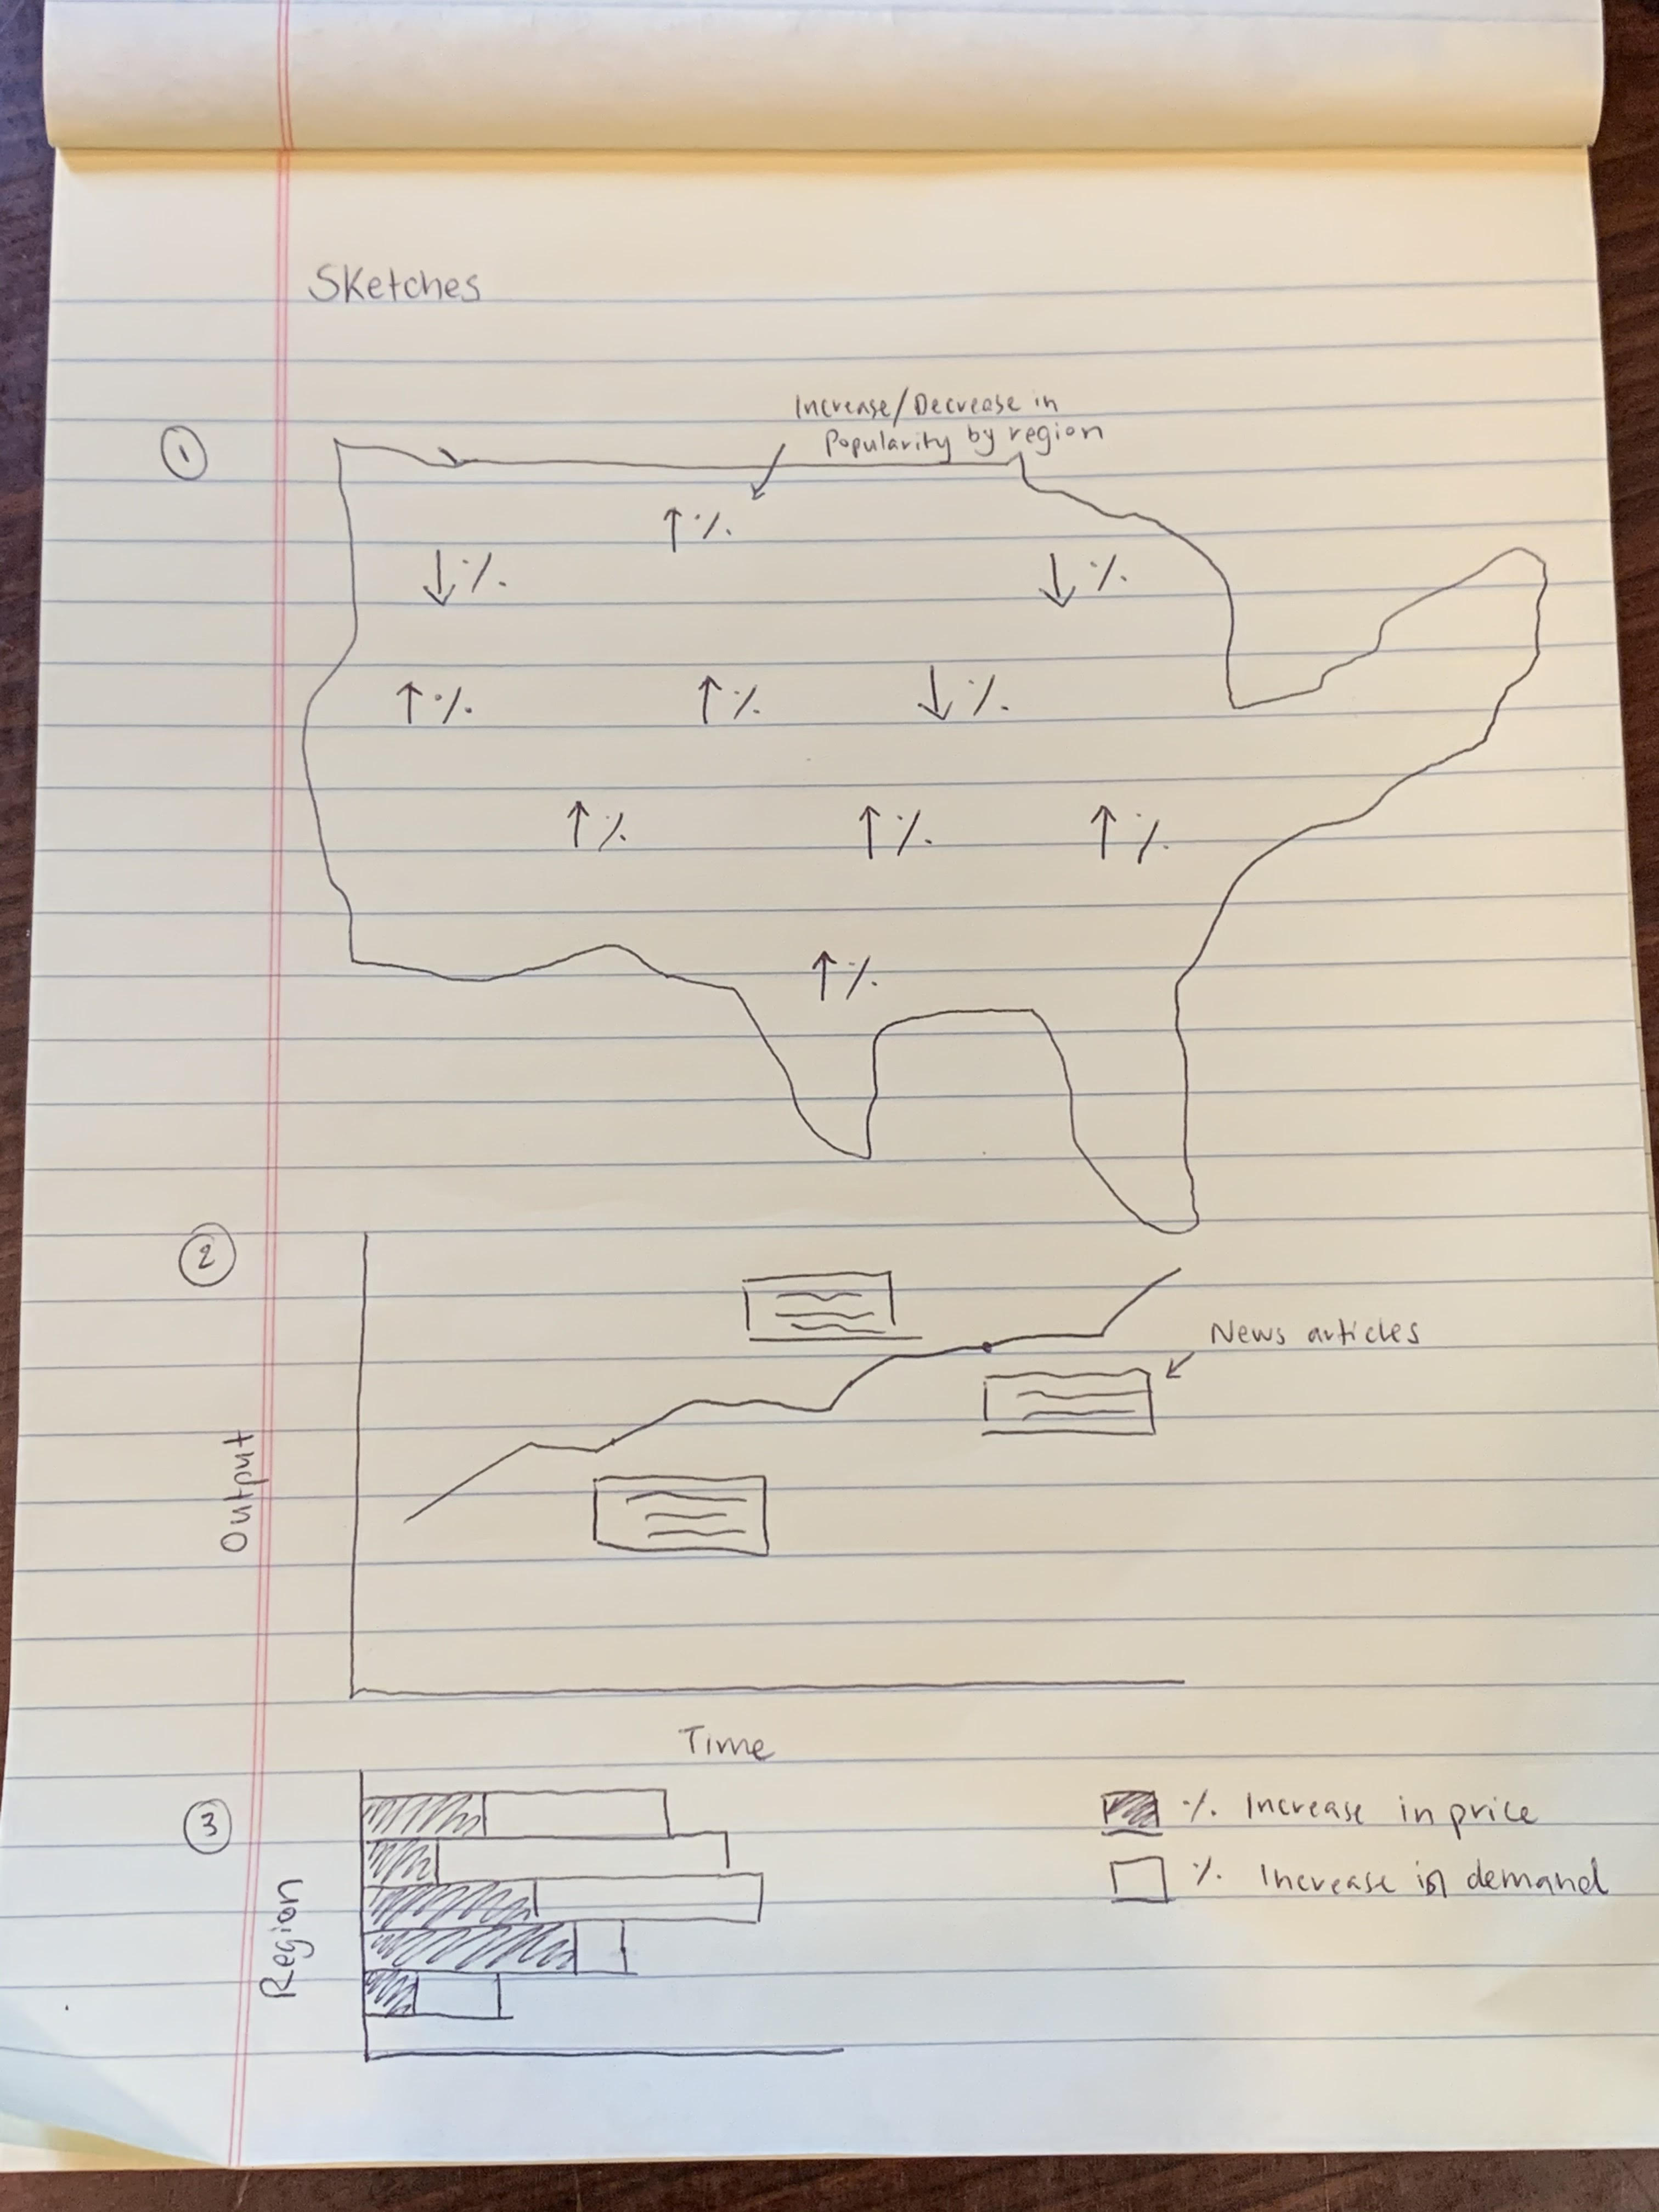 Sketches
1
Increase/Decrease in
Popularity by region
↑ %
↓ %
↓ %
↑ %
↑ %
↓ %
↑ %
↑ %
↑ %
↑ %
2
News articles
Output
Time
3
% Increase in price
% Increase in demand
Region